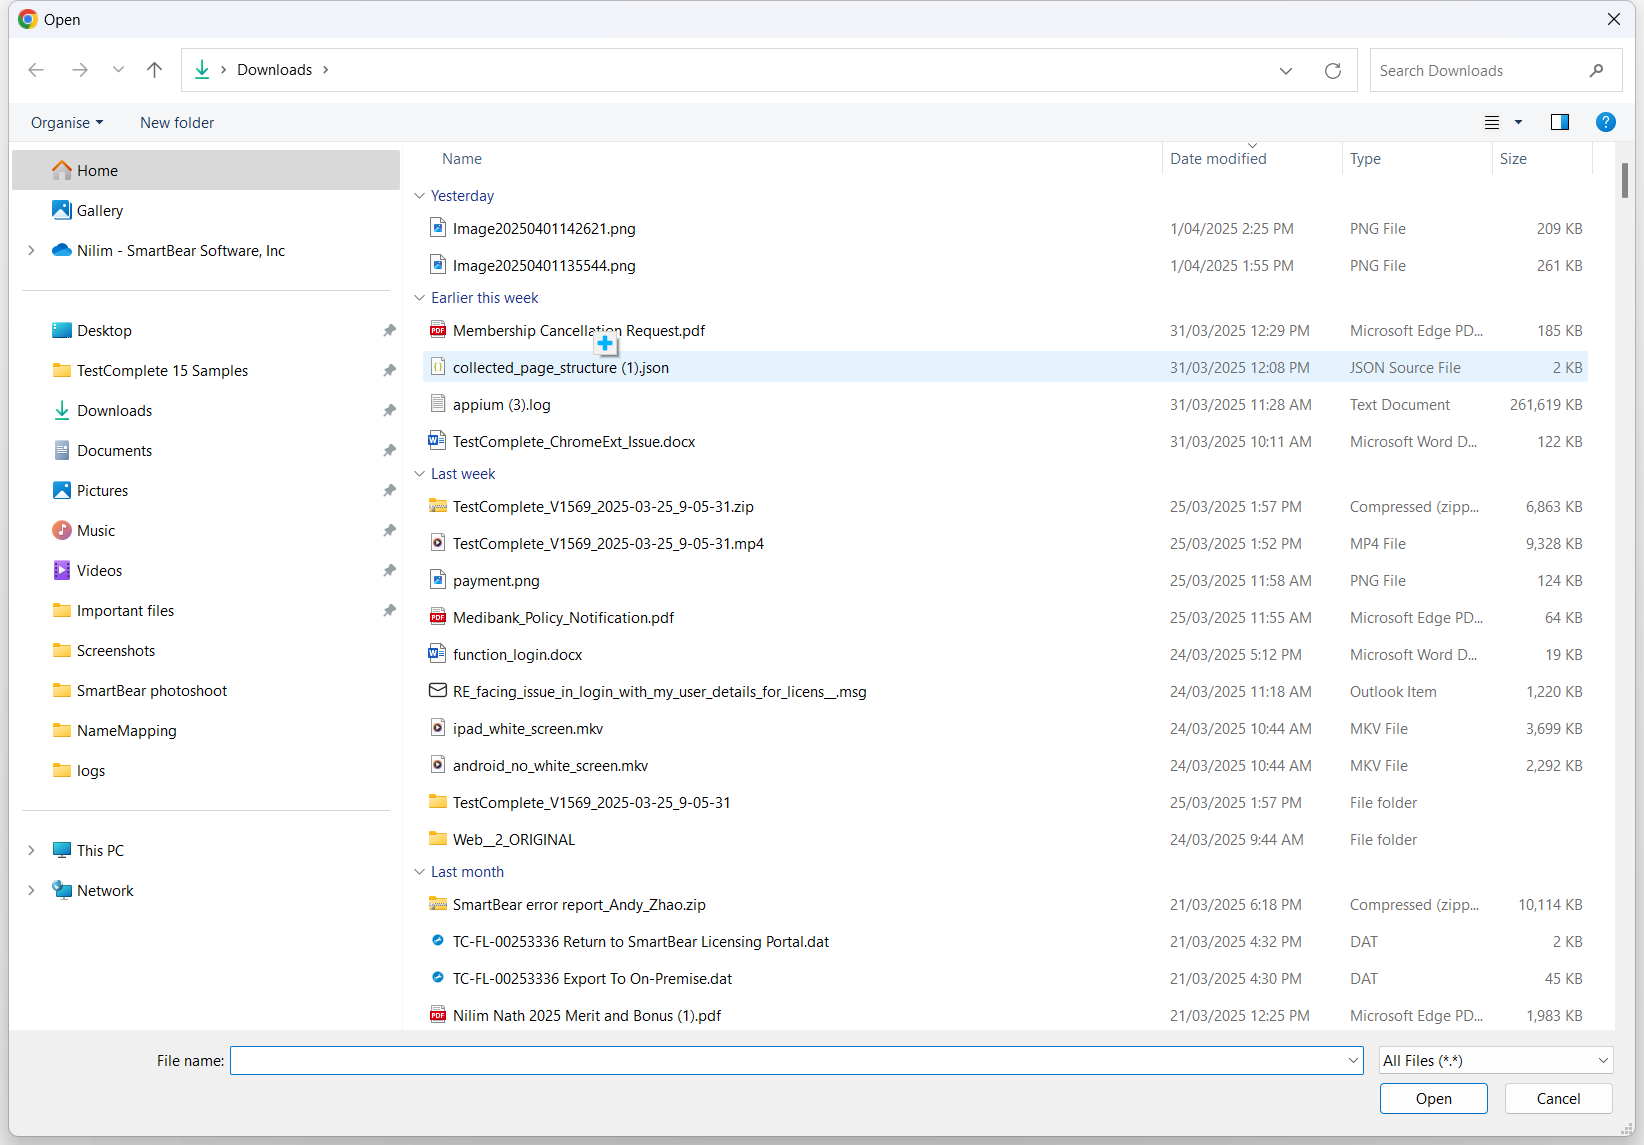 Open
Downloads
Search Downloads
Organise
New folder
Home
Gallery
Nilim - SmartBear Software, Inc
Desktop
TestComplete 15 Samples
Downloads
Documents
Pictures
Music
Videos
Important files
Screenshots
SmartBear photoshoot
NameMapping
logs
This PC
Network
Name Date modified Type Size
Yesterday
Image20250401142621.png 1/04/2025 2:25 PM PNG File 209 KB
Image20250401135544.png 1/04/2025 1:55 PM PNG File 261 KB
Earlier this week
Membership Cancellation Request.pdf 31/03/2025 12:29 PM Microsoft Edge PD... 185 KB
collected_page_structure (1).json 31/03/2025 12:08 PM JSON Source File 2 KB
appium (3).log 31/03/2025 11:28 AM Text Document 261,619 KB
TestComplete_ChromeExt_Issue.docx 31/03/2025 10:11 AM Microsoft Word D... 122 KB
Last week
TestComplete_V1569_2025-03-25_9-05-31.zip 25/03/2025 1:57 PM Compressed (zipp... 6,863 KB
TestComplete_V1569_2025-03-25_9-05-31.mp4 25/03/2025 1:52 PM MP4 File 9,328 KB
payment.png 25/03/2025 11:58 AM PNG File 124 KB
Medibank_Policy_Notification.pdf 25/03/2025 11:55 AM Microsoft Edge PD... 64 KB
function_login.docx 24/03/2025 5:12 PM Microsoft Word D... 19 KB
RE_facing_issue_in_login_with_my_user_details_for_licens__.msg 24/03/2025 11:18 AM Outlook Item 1,220 KB
ipad_white_screen.mkv 24/03/2025 10:44 AM MKV File 3,699 KB
android_no_white_screen.mkv 24/03/2025 10:44 AM MKV File 2,292 KB
TestComplete_V1569_2025-03-25_9-05-31 25/03/2025 1:57 PM File folder
Web__2_ORIGINAL 24/03/2025 9:44 AM File folder
Last month
SmartBear error report_Andy_Zhao.zip 21/03/2025 6:18 PM Compressed (zipp... 10,114 KB
TC-FL-00253336 Return to SmartBear Licensing Portal.dat 21/03/2025 4:32 PM DAT 2 KB
TC-FL-00253336 Export To On-Premise.dat 21/03/2025 4:30 PM DAT 45 KB
Nilim Nath 2025 Merit and Bonus (1).pdf 21/03/2025 12:25 PM Microsoft Edge PD... 1,983 KB
File name:
All Files (*.*)
Open
Cancel